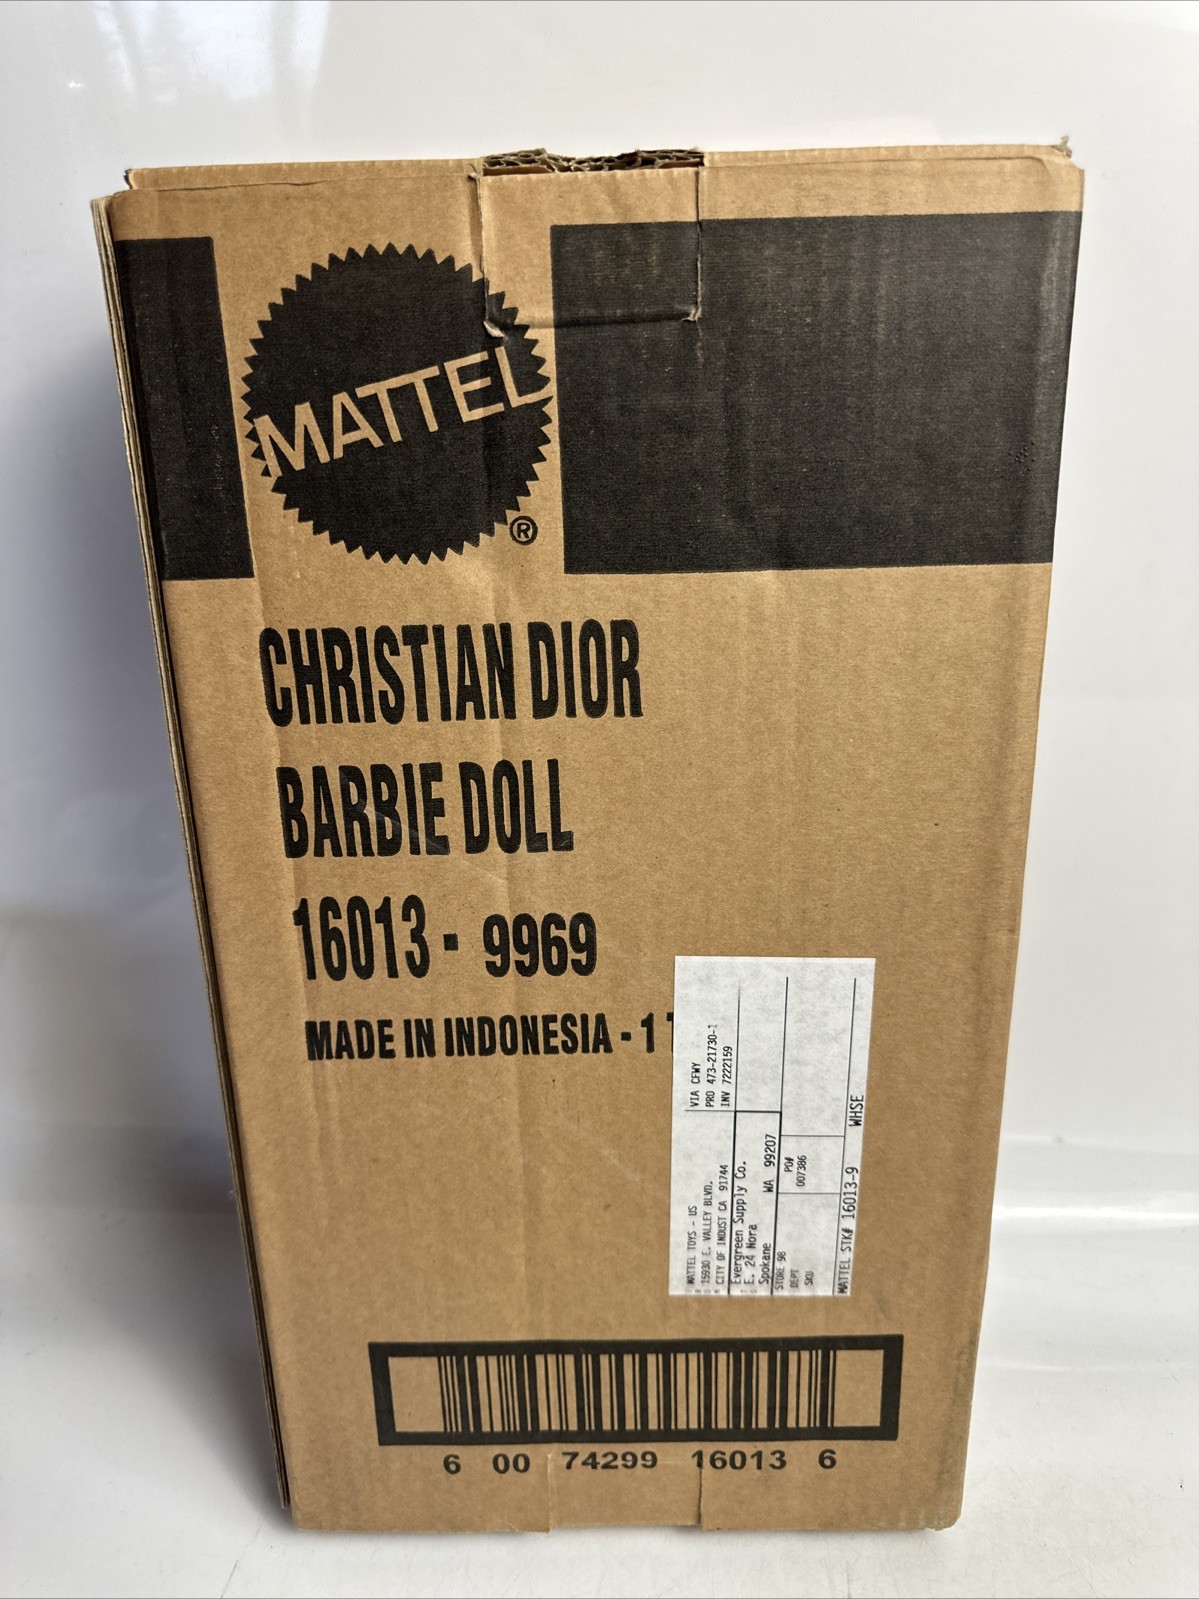 MATTEL
®
CHRISTIAN DIOR
BARBIE DOLL
16013 - 9969
MADE IN INDONESIA - 1
MATTEL TOYS - US
15930 E. VALLEY BLVD.
CITY OF INDUST CA 91744
VIA CFWY
PRO 473-21730-1
INV 7222159
Evergreen Supply Co.
E. 24 Nora
Spokane WA 99207
STORE 98
DEPT
SKU
PO#
007386
MATTEL STK# 16013-9 WHSE
6 00 74299 16013 6